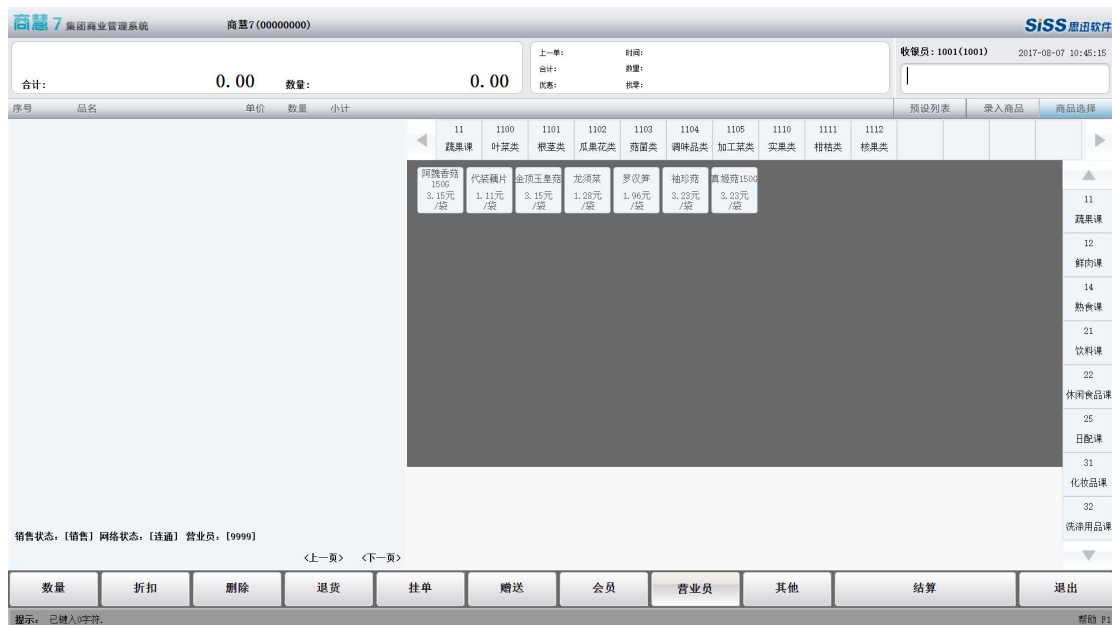 商慧7 集团商业管理系统 商慧7(00000000) SiSS 思迅软件
上一单: 时间: 收银员:1001(1001) 2017-08-07 10:45:15
合计: 数量:
合计: 0.00 数量: 0.00 优惠: 找零:
序号 品名 单价 数量 小计 预设列表 录入商品 商品选择
11 1100 1101 1102 1103 1104 1105 1110 1111 1112
蔬果课 叶菜类 根茎类 瓜果花类 菇菌类 调味品类 加工菜类 实果类 柑桔类 核果类
阿魏香菇 代装藕片 金顶玉皇菇 龙须菜 罗汉笋 袖珍菇 真姬菇150G
150G
3.15元 1.11元 3.15元 1.28元 1.96元 3.23元 3.23元
/袋 /袋 /袋 /袋 /袋 /袋 /袋
11
蔬果课
12
鲜肉课
14
熟食课
21
饮料课
22
休闲食品课
25
日配课
31
化妆品课
32
洗涤用品课
销售状态:[销售] 网络状态:[连通] 营业员:[9999]
<上一页> <下一页>
数量 折扣 删除 退货 挂单 赠送 会员 营业员 其他 结算 退出
提示: 已键入0字符. 帮助 F1